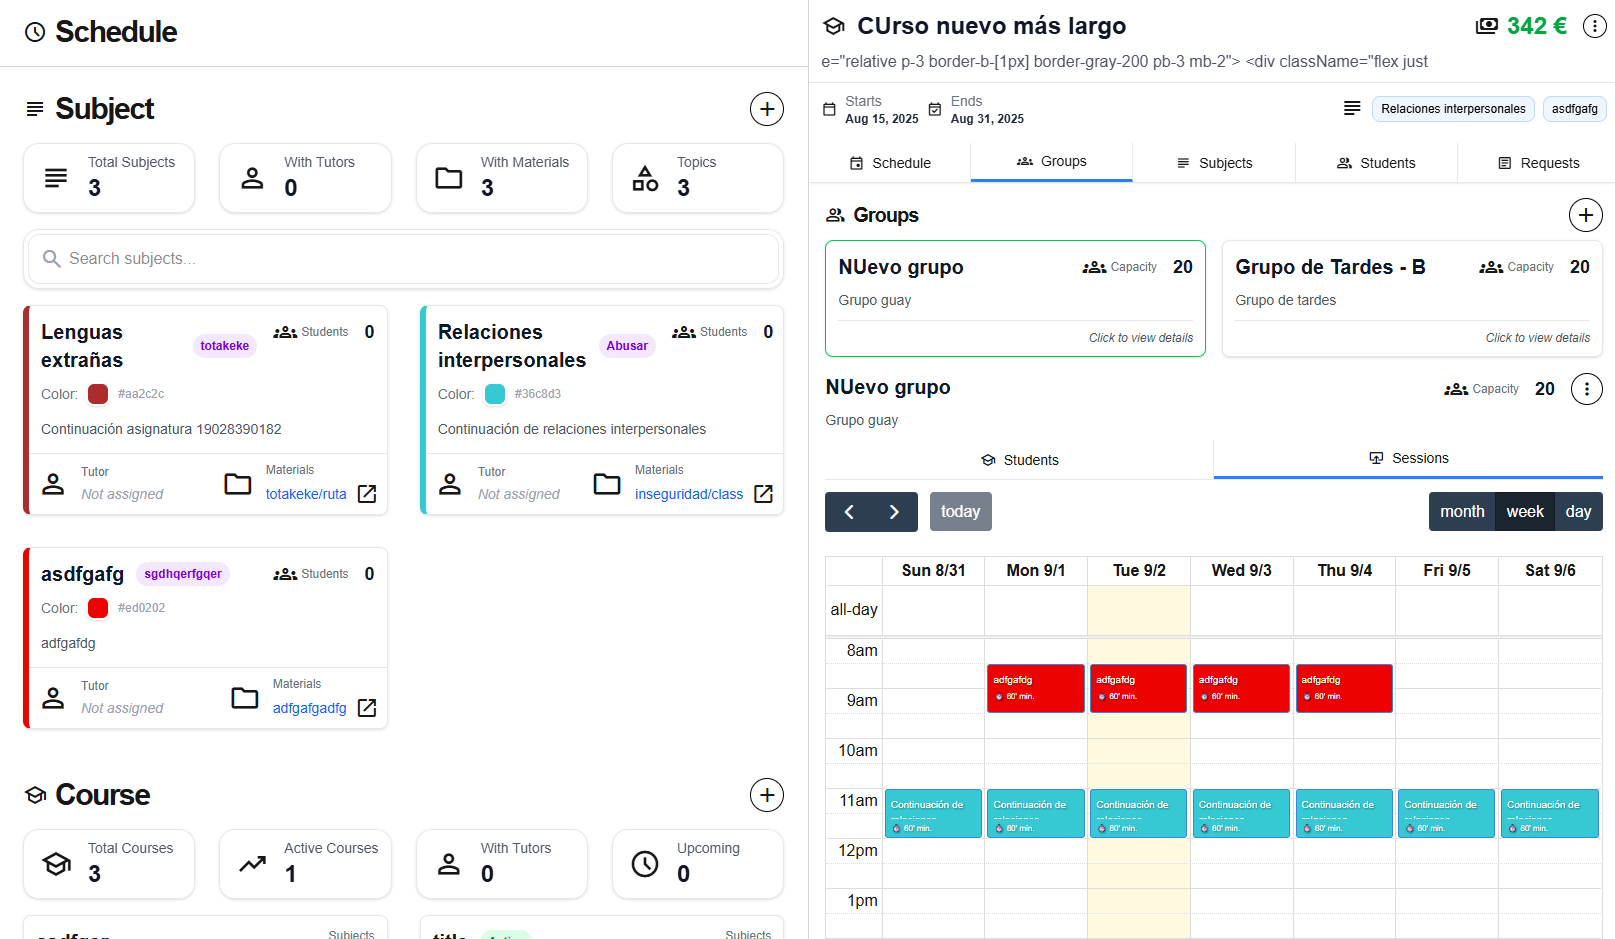 Schedule
Subject
Total Subjects
3
With Tutors
0
With Materials
3
Topics
3
Search subjects...
Lenguas extrañas
totakeke
Students 0
Color: #aa2c2c
Continuación asignatura 19028390182
Tutor
Not assigned
Materials
totakeke/ruta
Relaciones interpersonales
Abusar
Students 0
Color: #36c8d3
Continuación de relaciones interpersonales
Tutor
Not assigned
Materials
inseguridad/class
asdfgafg
sgdhqerfgqer
Students 0
Color: #ed0202
adfgafdg
Tutor
Not assigned
Materials
adfgafgadfg
Course
Total Courses
3
Active Courses
1
With Tutors
0
Upcoming
0
Subjects
Subjects
CUrso nuevo más largo
342 €
e="relative p-3 border-b-[1px] border-gray-200 pb-3 mb-2"> <div className="flex just
Starts
Aug 15, 2025
Ends
Aug 31, 2025
Relaciones interpersonales
asdfgafg
Schedule
Groups
Subjects
Students
Requests
Groups
NUevo grupo
Capacity 20
Grupo guay
Click to view details
Grupo de Tardes - B
Capacity 20
Grupo de tardes
Click to view details
NUevo grupo
Capacity 20
Grupo guay
Students
Sessions
today
month week day
Sun 8/31 Mon 9/1 Tue 9/2 Wed 9/3 Thu 9/4 Fri 9/5 Sat 9/6
all-day
8am
adfgafdg
60' min.
adfgafdg
60' min.
adfgafdg
60' min.
adfgafdg
60' min.
9am
10am
11am
Continuación de
60' min.
Continuación de
60' min.
Continuación de
60' min.
Continuación de
60' min.
Continuación de
60' min.
Continuación de
60' min.
Continuación de
60' min.
12pm
1pm